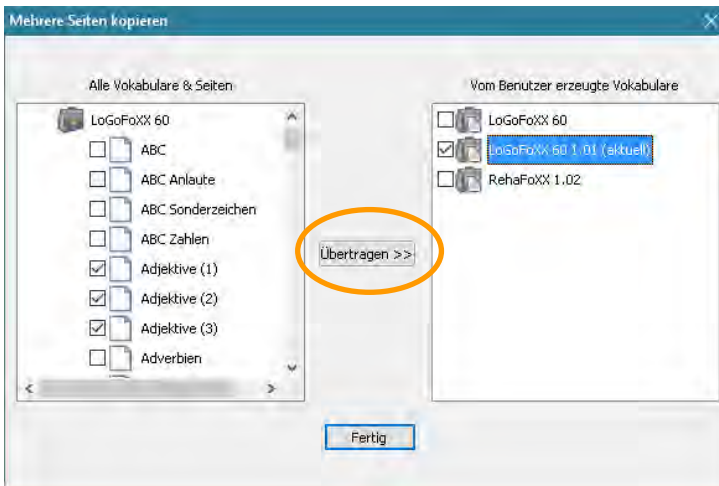 Mehrere Seiten kopieren
Alle Vokabulare & Seiten
LoGoFoXX 60
ABC
ABC Anlaute
ABC Sonderzeichen
ABC Zahlen
Adjektive (1)
Adjektive (2)
Adjektive (3)
Adverbien
Übertragen >>
Vom Benutzer erzeugte Vokabulare
LoGoFoXX 60
LoGoFoXX 60 1.01 (aktuell)
RehaFoXX 1.02
Fertig